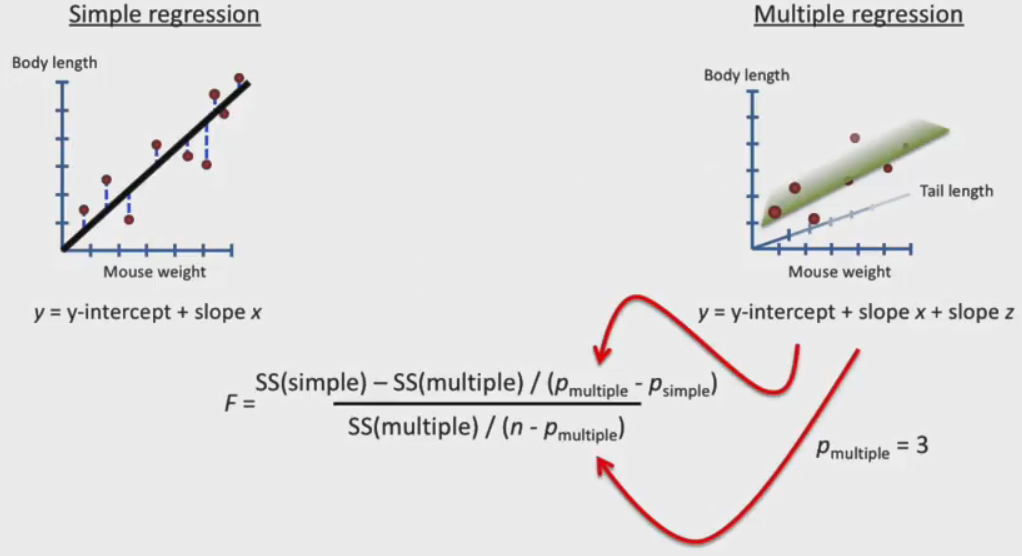 Simple regression
Multiple regression
Body length
Mouse weight
Body length
Tail length
Mouse weight
y = y-intercept + slope x
y = y-intercept + slope x + slope z
F = SS(simple) – SS(multiple) / (pmultiple - psimple)
SS(multiple) / (n - pmultiple)
pmultiple = 3